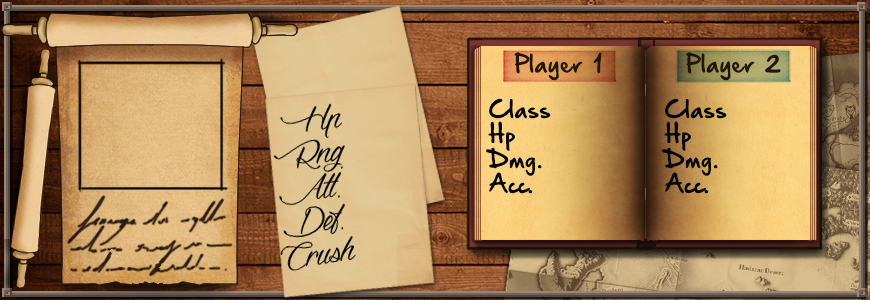 Hp
Rng.
Att.
Def.
Crush
Player 1
Class
Hp
Dmg.
Acc.
Player 2
Class
Hp
Dmg.
Acc.